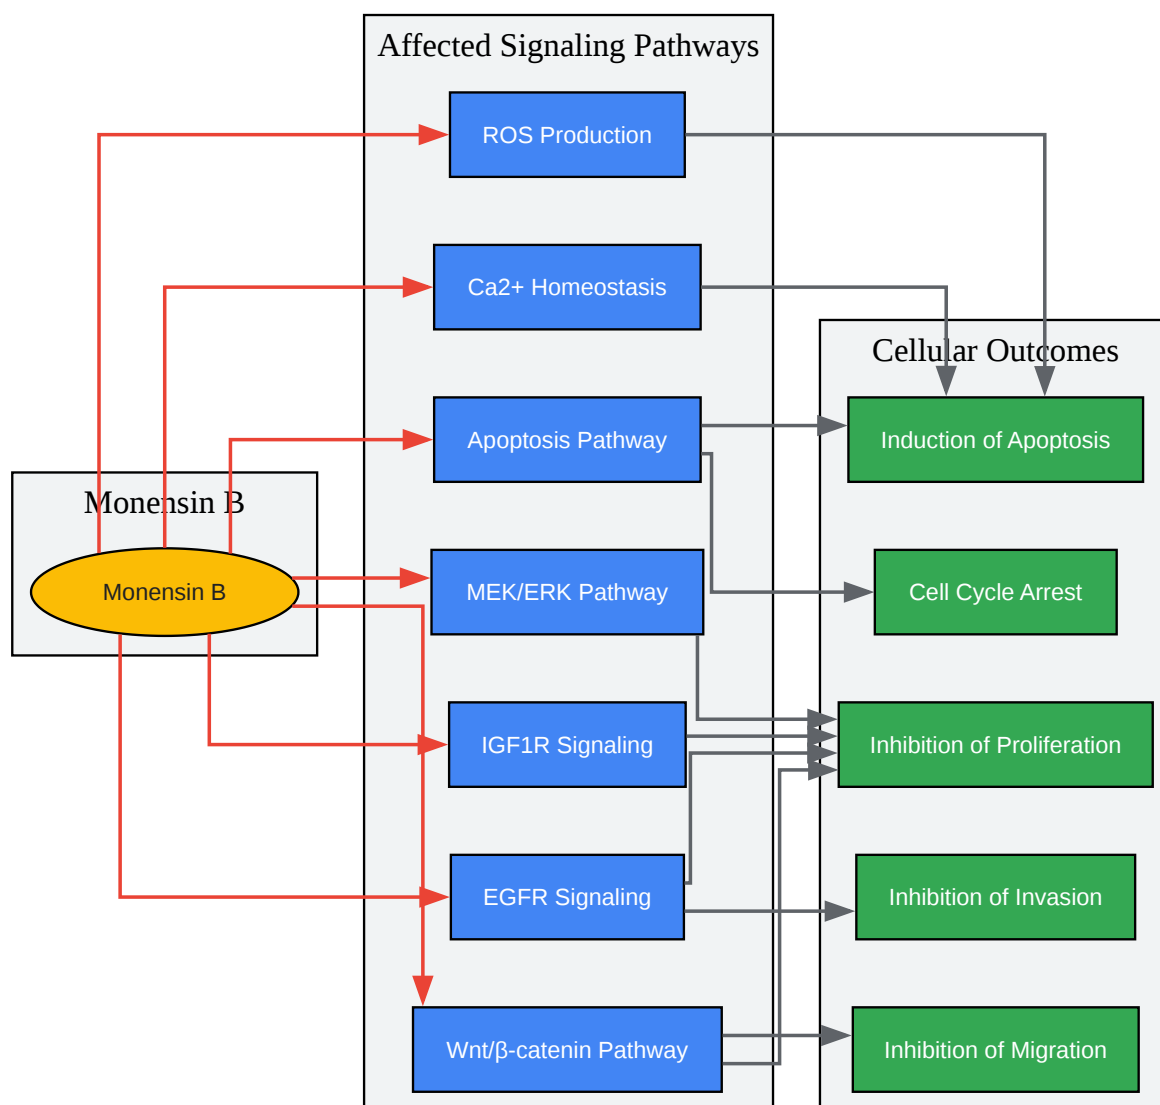 Affected Signaling Pathways
ROS Production
Ca2+ Homeostasis
Cellular Outcomes
Apoptosis Pathway
Induction of Apoptosis
Monensin B
Monensin B
MEK/ERK Pathway
Cell Cycle Arrest
IGF1R Signaling
Inhibition of Proliferation
EGFR Signaling
Inhibition of Invasion
Wnt/β-catenin Pathway
Inhibition of Migration